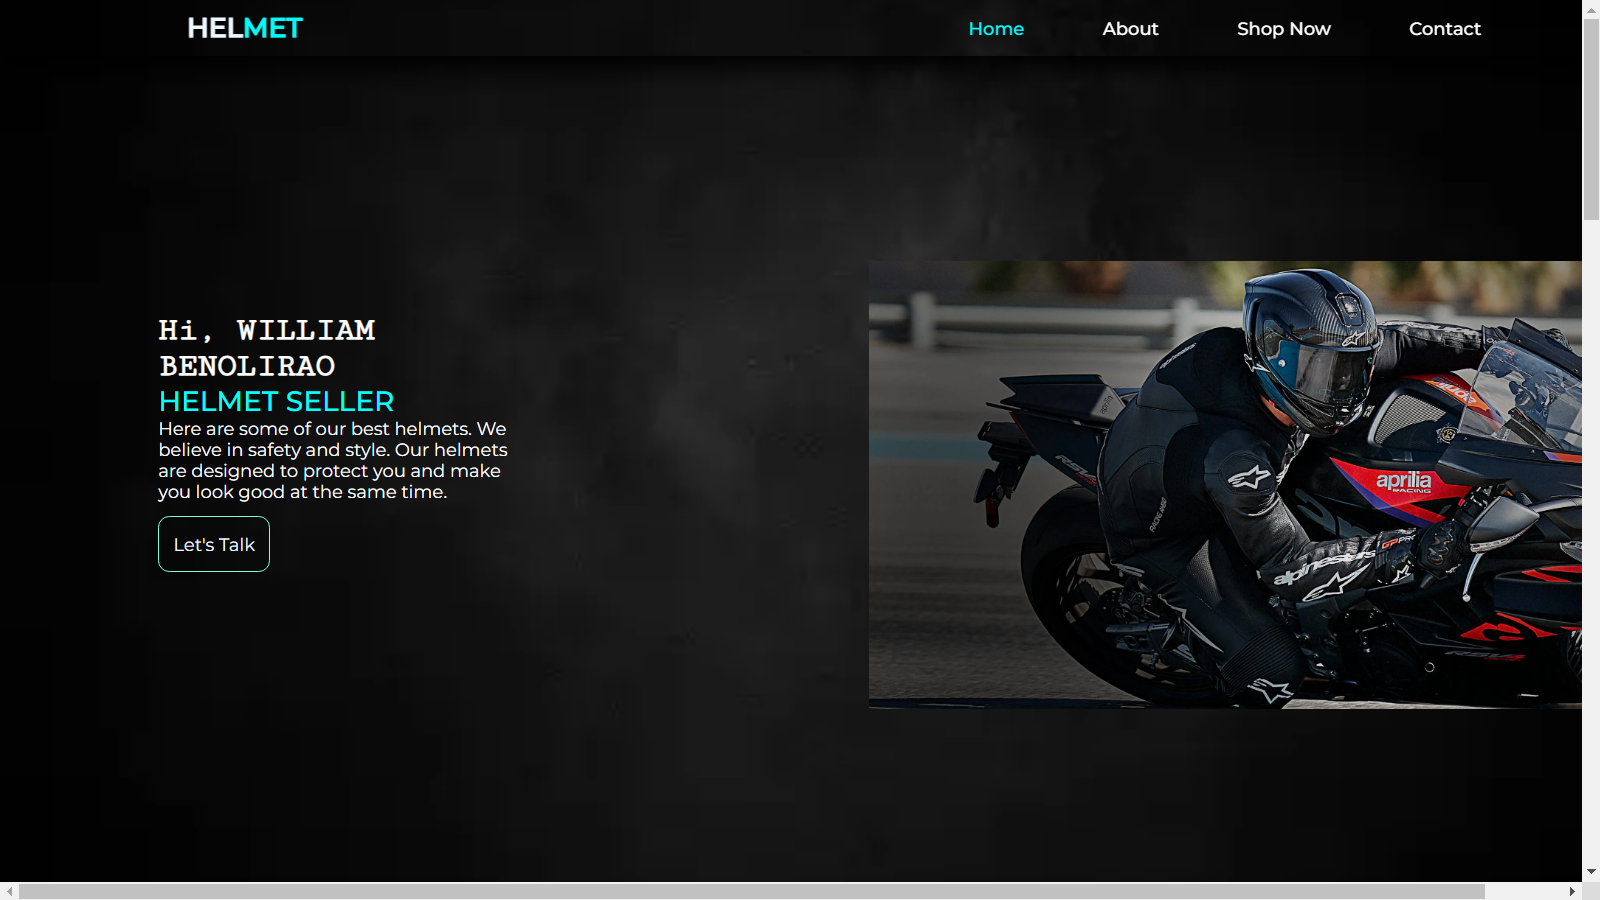 HELMET
Home
About
Shop Now
Contact
Hi, WILLIAM
BENOLIRAO
HELMET SELLER
Here are some of our best helmets. We
believe in safety and style. Our helmets
are designed to protect you and make
you look good at the same time.
Let's Talk
aprilia
RACING
alpinestars